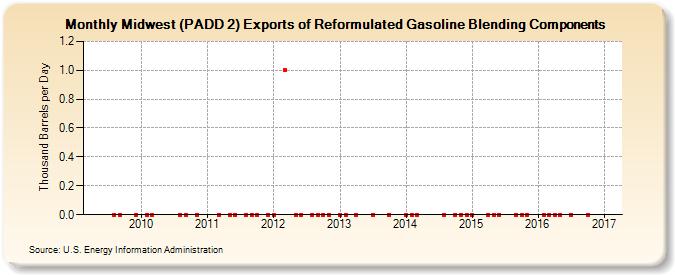 Monthly Midwest (PADD 2) Exports of Reformulated Gasoline Blending Components
Thousand Barrels per Day
1.2
1.0
0.8
0.6
0.4
0.2
0.0
2010 2011 2012 2013 2014 2015 2016 2017
Source: U.S. Energy Information Administration